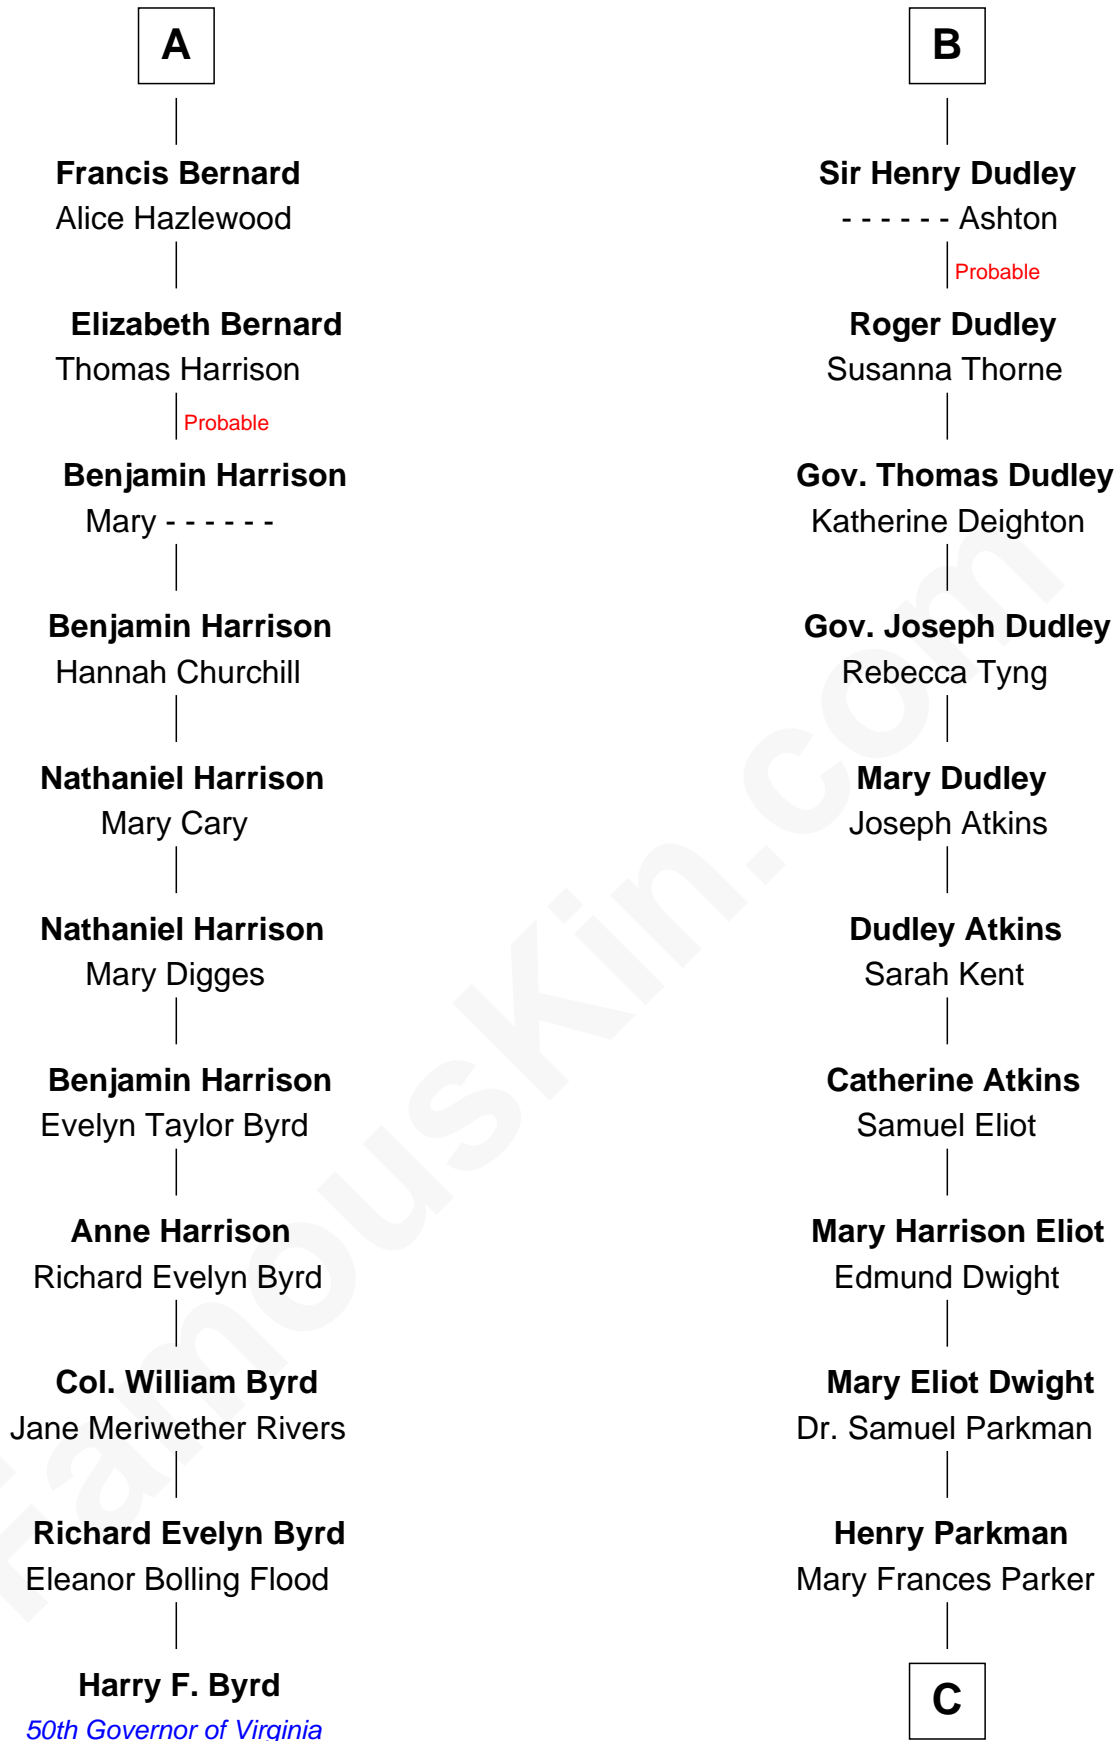 A
Francis Bernard
Alice Hazlewood
Elizabeth Bernard
Thomas Harrison
Probable
Benjamin Harrison
Mary - - - - - -
Benjamin Harrison
Hannah Churchill
Nathaniel Harrison
Mary Cary
Nathaniel Harrison
Mary Digges
Benjamin Harrison
Evelyn Taylor Byrd
Anne Harrison
Richard Evelyn Byrd
Col. William Byrd
Jane Meriwether Rivers
Richard Evelyn Byrd
Eleanor Bolling Flood
Harry F. Byrd
50th Governor of Virginia
B
Sir Henry Dudley
- - - - - - Ashton
Probable
Roger Dudley
Susanna Thorne
Gov. Thomas Dudley
Katherine Deighton
Gov. Joseph Dudley
Rebecca Tyng
Mary Dudley
Joseph Atkins
Dudley Atkins
Sarah Kent
Catherine Atkins
Samuel Eliot
Mary Harrison Eliot
Edmund Dwight
Mary Eliot Dwight
Dr. Samuel Parkman
Henry Parkman
Mary Frances Parker
C
FamousKin.com